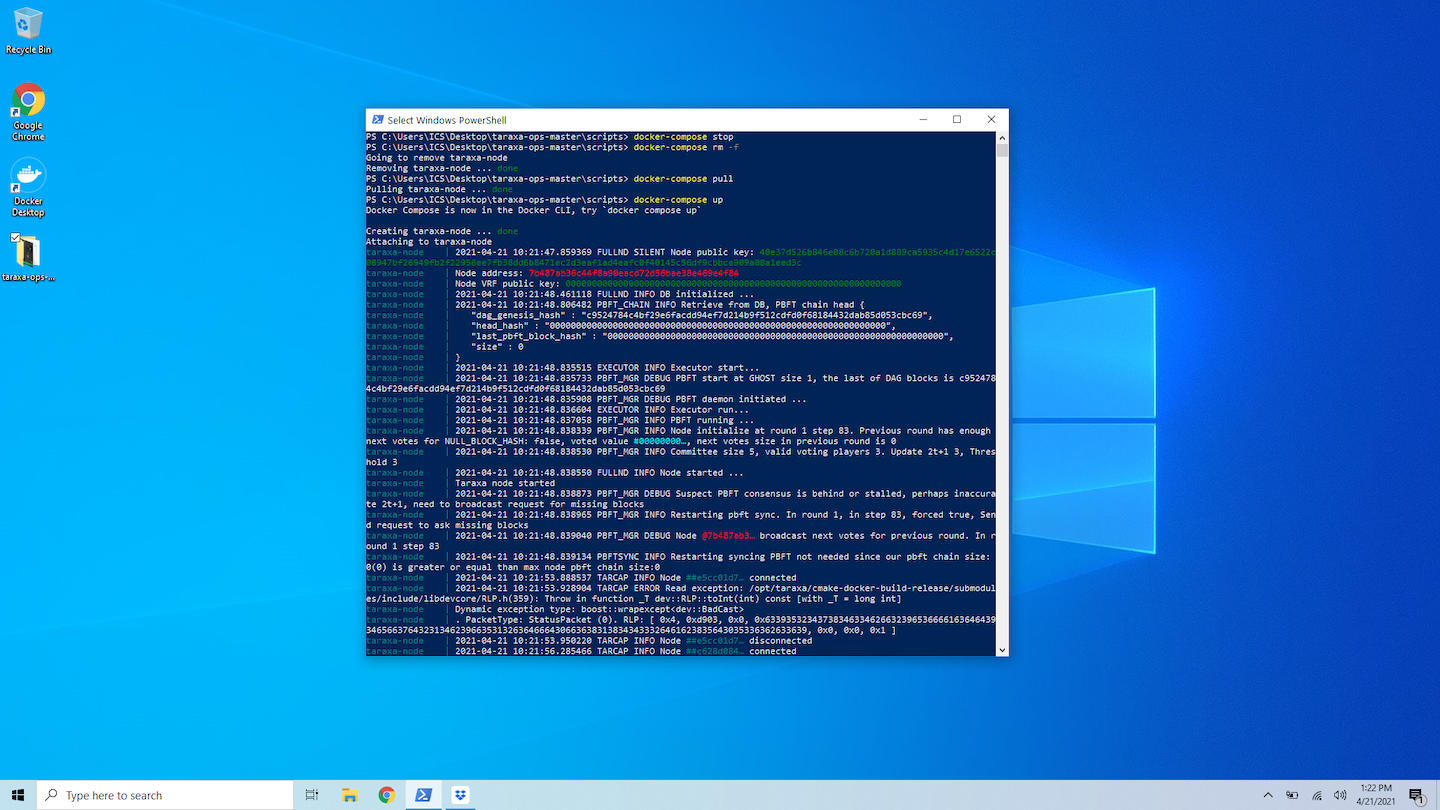 Recycle Bin
Google
Chrome
Docker
Desktop
taraxa-ops-...
Select Windows PowerShell
PS C:\Users\ICS\Desktop\taraxa-ops-master\scripts> docker-compose stop
PS C:\Users\ICS\Desktop\taraxa-ops-master\scripts> docker-compose rm -f
Going to remove taraxa-node
Removing taraxa-node ... done
PS C:\Users\ICS\Desktop\taraxa-ops-master\scripts> docker-compose pull
Pulling taraxa-node ... done
PS C:\Users\ICS\Desktop\taraxa-ops-master\scripts> docker-compose up
Docker Compose is now in the Docker CLI, try `docker compose up`
Creating taraxa-node ... done
Attaching to taraxa-node
taraxa-node | 2021-04-21 10:21:47.859369 FULLND SILENT Node public key:
taraxa-node | Node address:
taraxa-node | Node VRF public key:
taraxa-node | 2021-04-21 10:21:48.461118 FULLND INFO DB initialized ...
taraxa-node | 2021-04-21 10:21:48.806482 PBFT_CHAIN INFO Retrieve from DB, PBFT chain head {
taraxa-node | "dag_genesis_hash" : "c9524784c4bf29e6facdd94ef7d214b9f512cdfd0f68184432dab85d053cbc69",
taraxa-node | "head_hash" :
taraxa-node | "last_pbft_block_hash" :
taraxa-node | "size" : 0
taraxa-node | }
taraxa-node | 2021-04-21 10:21:48.835515 EXECUTOR INFO Executor start...
taraxa-node | 2021-04-21 10:21:48.835733 PBFT_MGR DEBUG PBFT start at GHOST size 1, the last of DAG blocks is c952478
4c4bf29e6facdd94ef7d214b9f512cdfd0f68184432dab85d053cbc69
taraxa-node | 2021-04-21 10:21:48.835908 PBFT_MGR DEBUG PBFT daemon initiated ...
taraxa-node | 2021-04-21 10:21:48.836604 EXECUTOR INFO Executor run...
taraxa-node | 2021-04-21 10:21:48.837058 PBFT_MGR INFO PBFT running ...
taraxa-node | 2021-04-21 10:21:48.838339 PBFT_MGR INFO Node initialize at round 1 step 83. Previous round has enough
next votes for NULL_BLOCK_HASH: false, voted value #00000000…, next votes size in previous round is 0
taraxa-node | 2021-04-21 10:21:48.838530 PBFT_MGR INFO Committee size 5, valid voting players 3. Update 2t+1 3, Thres
hold 3
taraxa-node | 2021-04-21 10:21:48.838550 FULLND INFO Node started ...
taraxa-node | Taraxa node started
taraxa-node | 2021-04-21 10:21:48.838873 PBFT_MGR DEBUG Suspect PBFT consensus is behind or stalled, perhaps inaccura
te 2t+1, need to broadcast request for missing blocks
taraxa-node | 2021-04-21 10:21:48.838965 PBFT_MGR INFO Restarting pbft sync. In round 1, in step 83, forced true, Sen
d request to ask missing blocks
taraxa-node | 2021-04-21 10:21:48.839040 PBFT_MGR DEBUG Node @7b487ab3… broadcast next votes for previous round. In r
ound 1 step 83
taraxa-node | 2021-04-21 10:21:48.839134 PBFTSYNC INFO Restarting syncing PBFT not needed since our pbft chain size:
0(0) is greater or equal than max node pbft chain size:0
taraxa-node | 2021-04-21 10:21:53.888537 TARCAP INFO Node ##e5cc01d7… connected
taraxa-node | 2021-04-21 10:21:53.928904 TARCAP ERROR Read exception: /opt/taraxa/cmake-docker-build-release/submodul
es/include/libdevcore/RLP.h(359): Throw in function _T dev::RLP::toInt(int) const [with _T = long int]
taraxa-node | Dynamic exception type: boost::wrapexcept<dev::BadCast>
taraxa-node | . PacketType: StatusPacket (0). RLP: [ 0x4, 0xd903, 0x0,
, 0x0, 0x0, 0x1 ]
taraxa-node | 2021-04-21 10:21:53.950220 TARCAP INFO Node ##e5cc01d7… disconnected
taraxa-node | 2021-04-21 10:21:56.285466 TARCAP INFO Node ##c628d084… connected
Type here to search
1:22 PM
4/21/2021
1